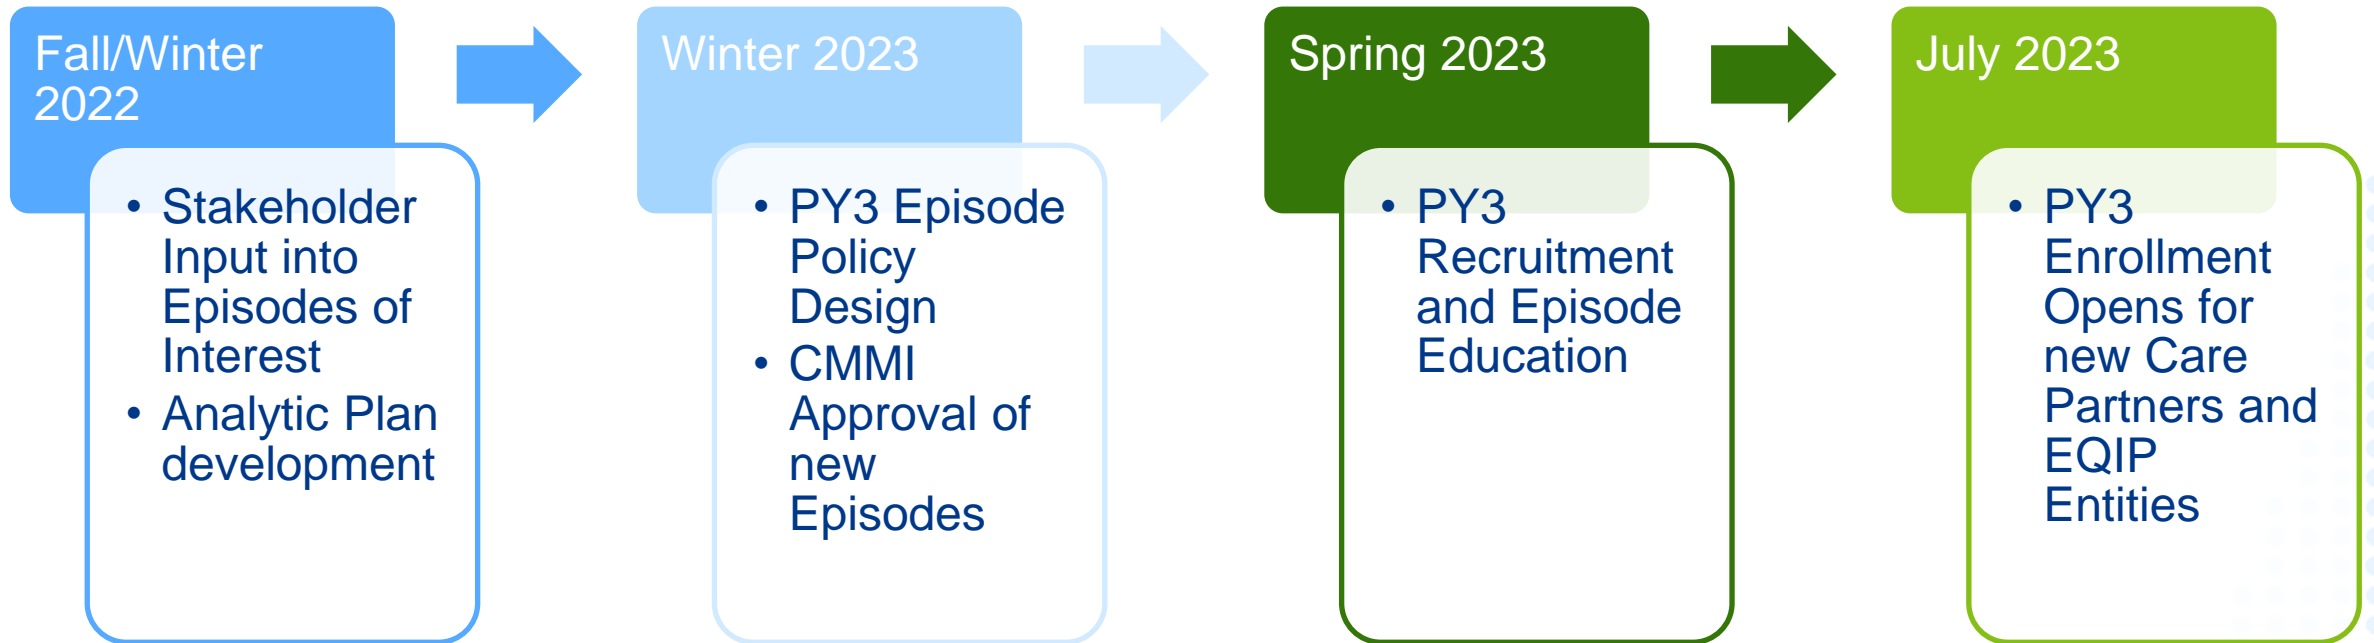 Fall/Winter
2022
• Stakeholder
Input into
Episodes of
Interest
• Analytic Plan
development
Winter 2023
• PY3 Episode
Policy
Design
• CMMI
Approval of
new
Episodes
Spring 2023
• PY3
Recruitment
and Episode
Education
July 2023
• PY3
Enrollment
Opens for
new Care
Partners and
EQIP
Entities